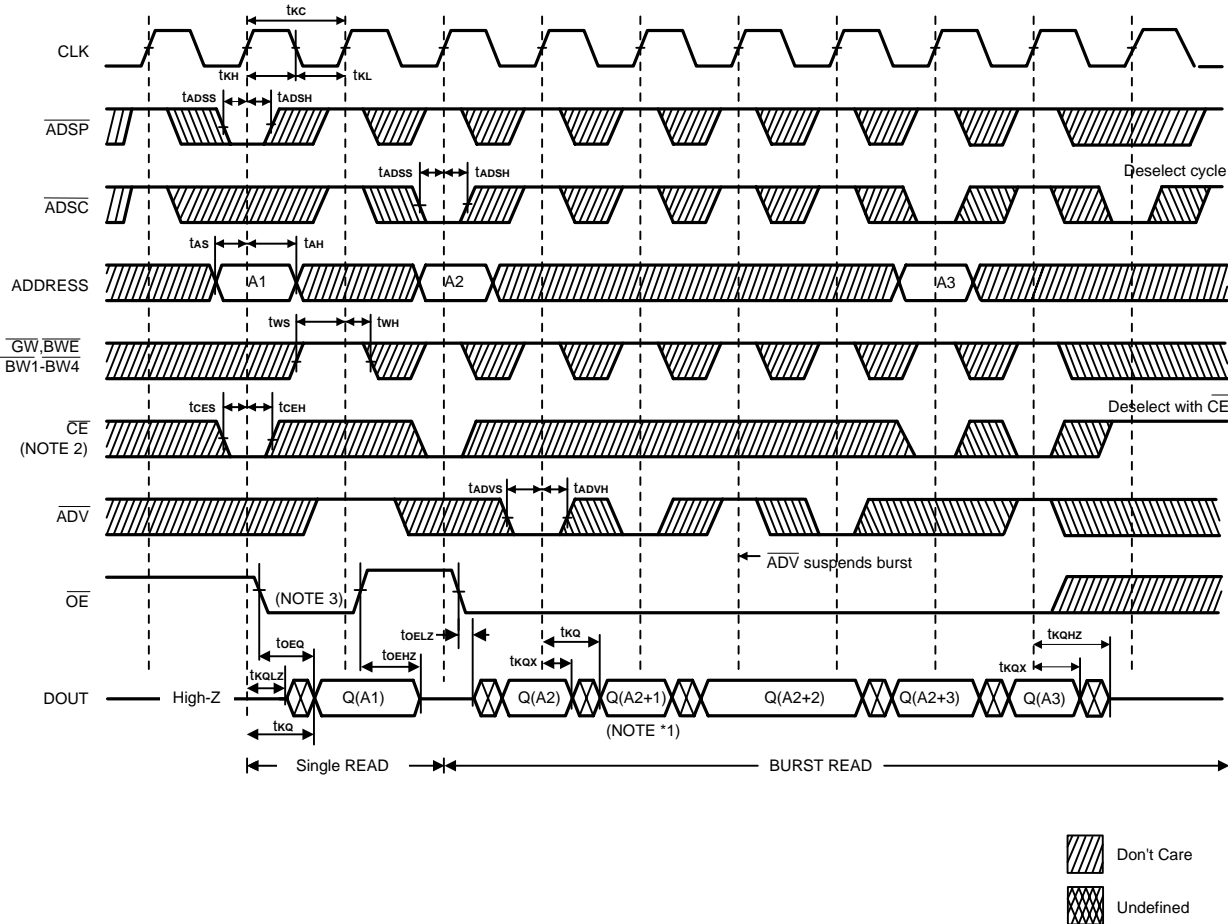 tKC
CLK
tKH
tKL
tADSS
tADSH
ADSP
tADSS
tADSH
Deselect cycle
ADSC
tAS
tAH
ADDRESS
A1
A2
A3
tWS
tWH
GW,BWE
BW1-BW4
tCES
tCEH
Deselect with CE
CE
(NOTE 2)
tADVS
tADVH
ADV
ADV suspends burst
OE
(NOTE 3)
tOEQ
tOELZ
tOEHZ
tKQ
tKQX
tKQHZ
tKQX
tKQLZ
DOUT
High-Z
Q(A1)
Q(A2)
Q(A2+1)
Q(A2+2)
Q(A2+3)
Q(A3)
tKQ
(NOTE *1)
Single READ
BURST READ
Don't Care
Undefined